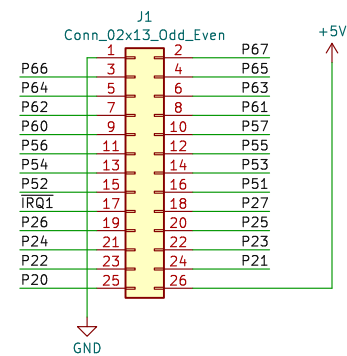 J1
Conn_02x13_Odd_Even
+5V
1 2 P67
P66 3 4 P65
P64 5 6 P63
P62 7 8 P61
P60 9 10 P57
P56 11 12 P55
P54 13 14 P53
P52 15 16 P51
IRQ1 17 18 P27
P26 19 20 P25
P24 21 22 P23
P22 23 24 P21
P20 25 26
GND